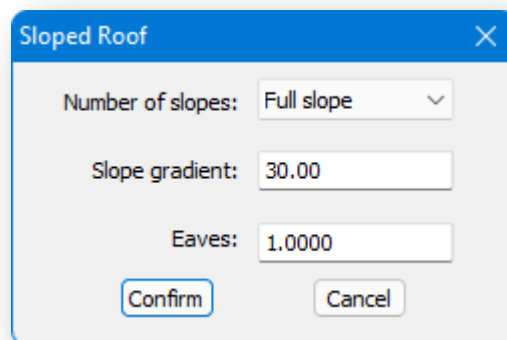 Sloped Roof
Number of slopes: Full slope
Slope gradient: 30.00
Eaves: 1.0000
Confirm Cancel